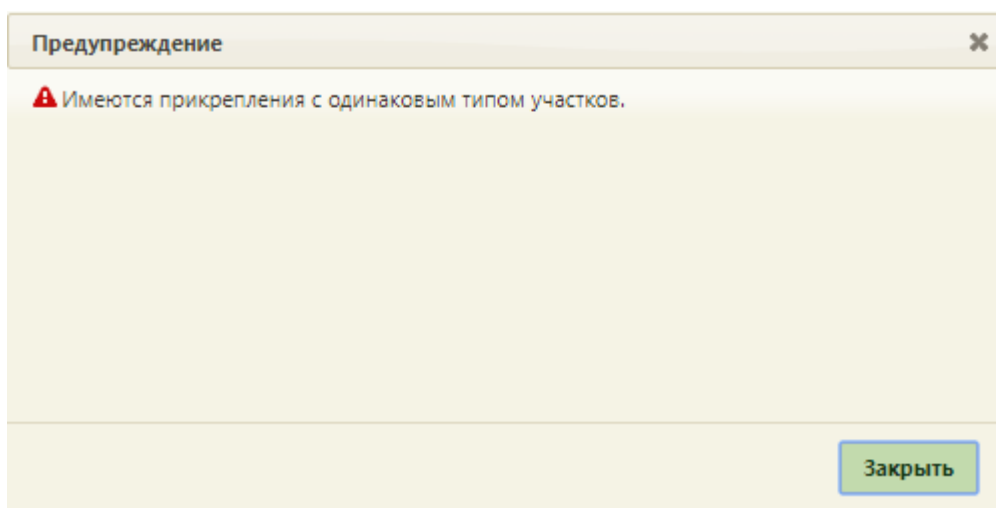 Предупреждение
Имеются прикрепления с одинаковым типом участков.
Закрыть